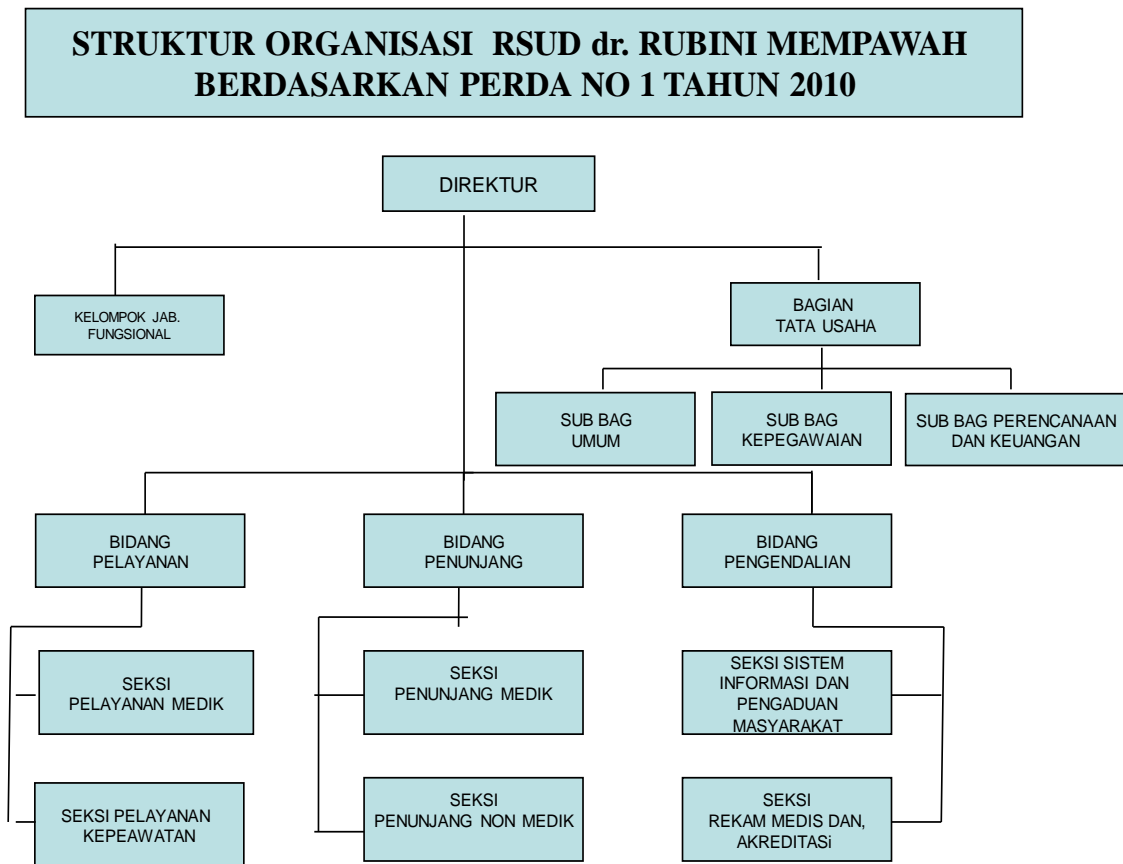 STRUKTUR ORGANISASI RSUD dr. RUBINI MEMPAWAH
BERDASARKAN PERDA NO 1 TAHUN 2010
DIREKTUR
KELOMPOK JAB.
FUNGSIONAL
BAGIAN
TATA USAHA
SUB BAG
UMUM
SUB BAG
KEPEGAWAIAN
SUB BAG PERENCANAAN
DAN KEUANGAN
BIDANG
PELAYANAN
BIDANG
PENUNJANG
BIDANG
PENGENDALIAN
SEKSI
PELAYANAN MEDIK
SEKSI
PENUNJANG MEDIK
SEKSI SISTEM
INFORMASI DAN
PENGADUAN
MASYARAKAT
SEKSI PELAYANAN
KEPEAWATAN
SEKSI
PENUNJANG NON MEDIK
SEKSI
REKAM MEDIS DAN,
AKREDITASi